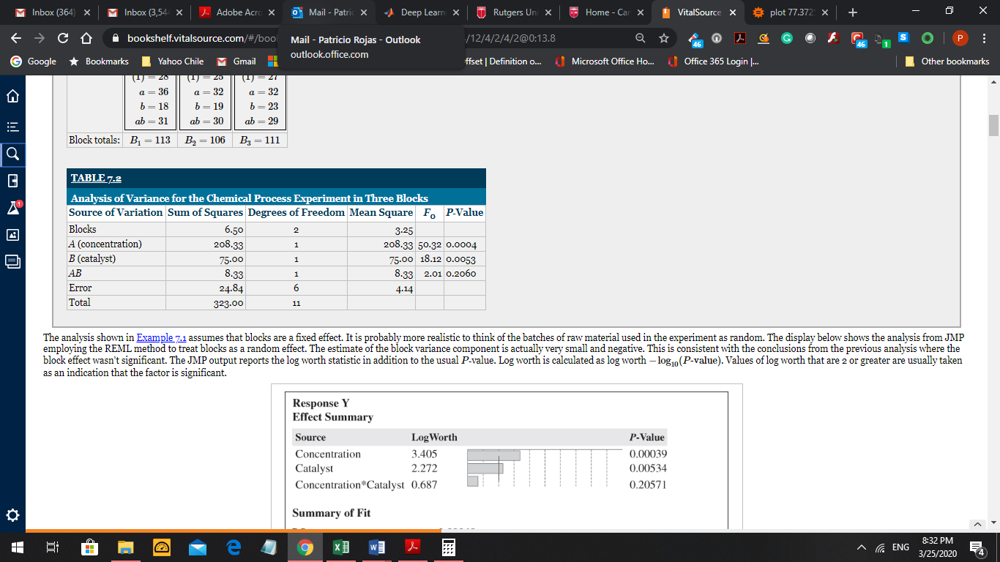 Inbox (364)
Inbox (3,54
Adobe Acro
Mail - Patric
Deep Learn
Rutgers Uni
Home - Car
VitalSource
plot 77.372
bookshelf.vitalsource.com/#/boo
/12/4/2/4/2@0:13.8
46
46
1
P
Mail - Patricio Rojas - Outlook
outlook.office.com
Google
Bookmarks
Yahoo Chile
Gmail
ffset | Definition o...
Microsoft Office Ho...
Office 365 Login |...
Other bookmarks
(1) = 28 (1) = 25 (1) = 27
a = 36 a = 32 a = 32
b = 18 b = 19 b = 23
ab = 31 ab = 30 ab = 29
Block totals: B1 = 113 B2 = 106 B3 = 111
TABLE 7.2
Analysis of Variance for the Chemical Process Experiment in Three Blocks
Source of Variation Sum of Squares Degrees of Freedom Mean Square F0 P-Value
Blocks 6.50 2 3.25
A (concentration) 208.33 1 208.33 50.32 0.0004
B (catalyst) 75.00 1 75.00 18.12 0.0053
AB 8.33 1 8.33 2.01 0.2060
Error 24.84 6 4.14
Total 323.00 11
The analysis shown in Example 7.1 assumes that blocks are a fixed effect. It is probably more realistic to think of the batches of raw material used in the experiment as random. The display below shows the analysis from JMP
employing the REML method to treat blocks as a random effect. The estimate of the block variance component is actually very small and negative. This is consistent with the conclusions from the previous analysis where the
block effect wasn't significant. The JMP output reports the log worth statistic in addition to the usual P-value. Log worth is calculated as log worth − log10(P-value). Values of log worth that are 2 or greater are usually taken
as an indication that the factor is significant.
Response Y
Effect Summary
Source LogWorth P-Value
Concentration 3.405 0.00039
Catalyst 2.272 0.00534
Concentration*Catalyst 0.687 0.20571
Summary of Fit
ENG
8:32 PM
3/25/2020
4